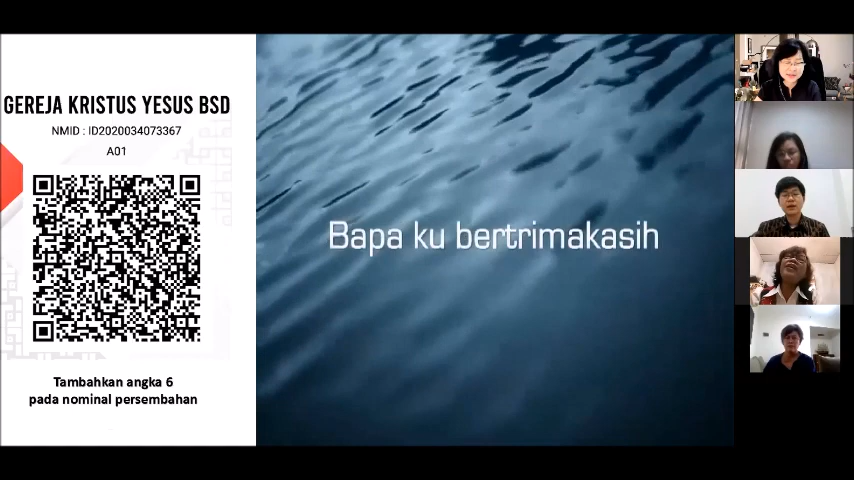 GEREJA KRISTUS YESUS BSD
NMID : ID2020034073367
A01
Tambahkan angka 6
pada nominal persembahan
Bapa ku bertrimakasih